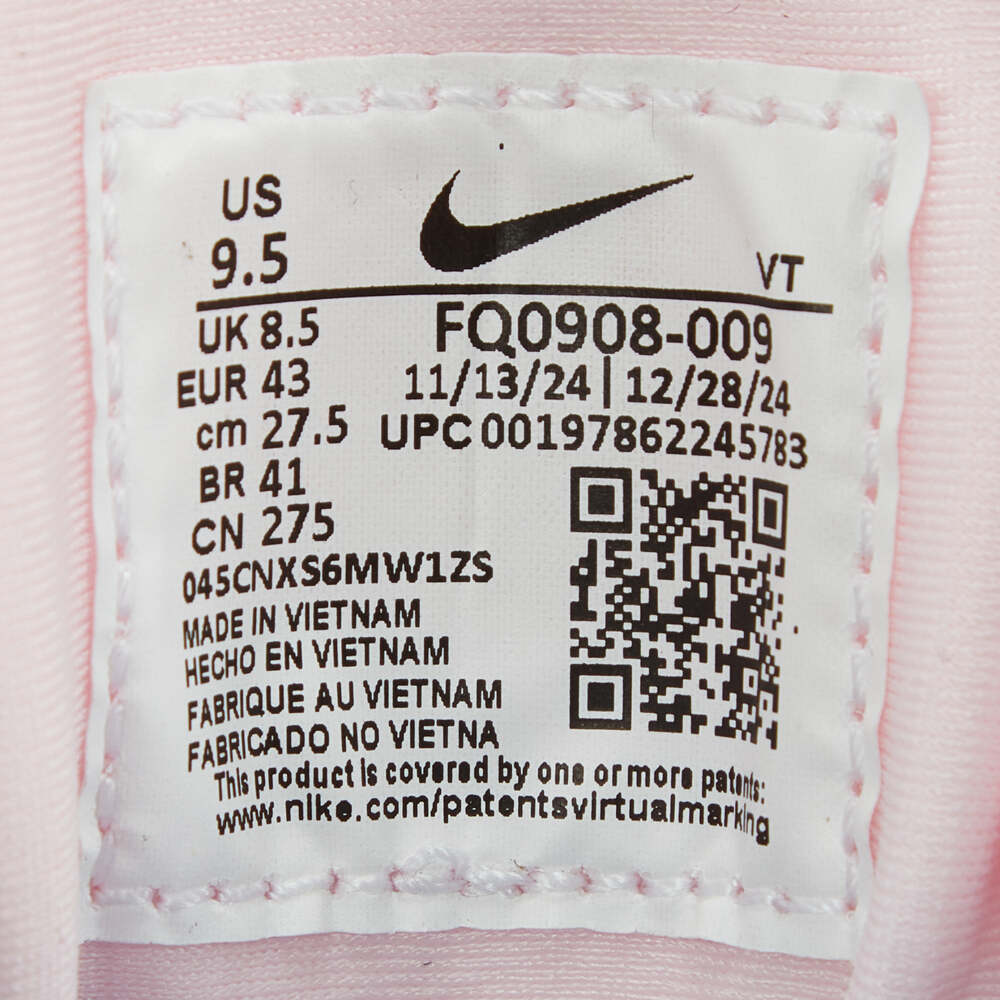 US
9.5
VT
UK 8.5
FQ0908-009
EUR 43
11/13/24 | 12/28/24
cm 27.5
UPC 00197862245783
BR 41
CN 275
045CNXS6MW1ZS
MADE IN VIETNAM
HECHO EN VIETNAM
FABRIQUE AU VIETNAM
FABRICADO NO VIETNA
This product is covered by one or more patents:
www.nike.com/patentsvirtualmarking